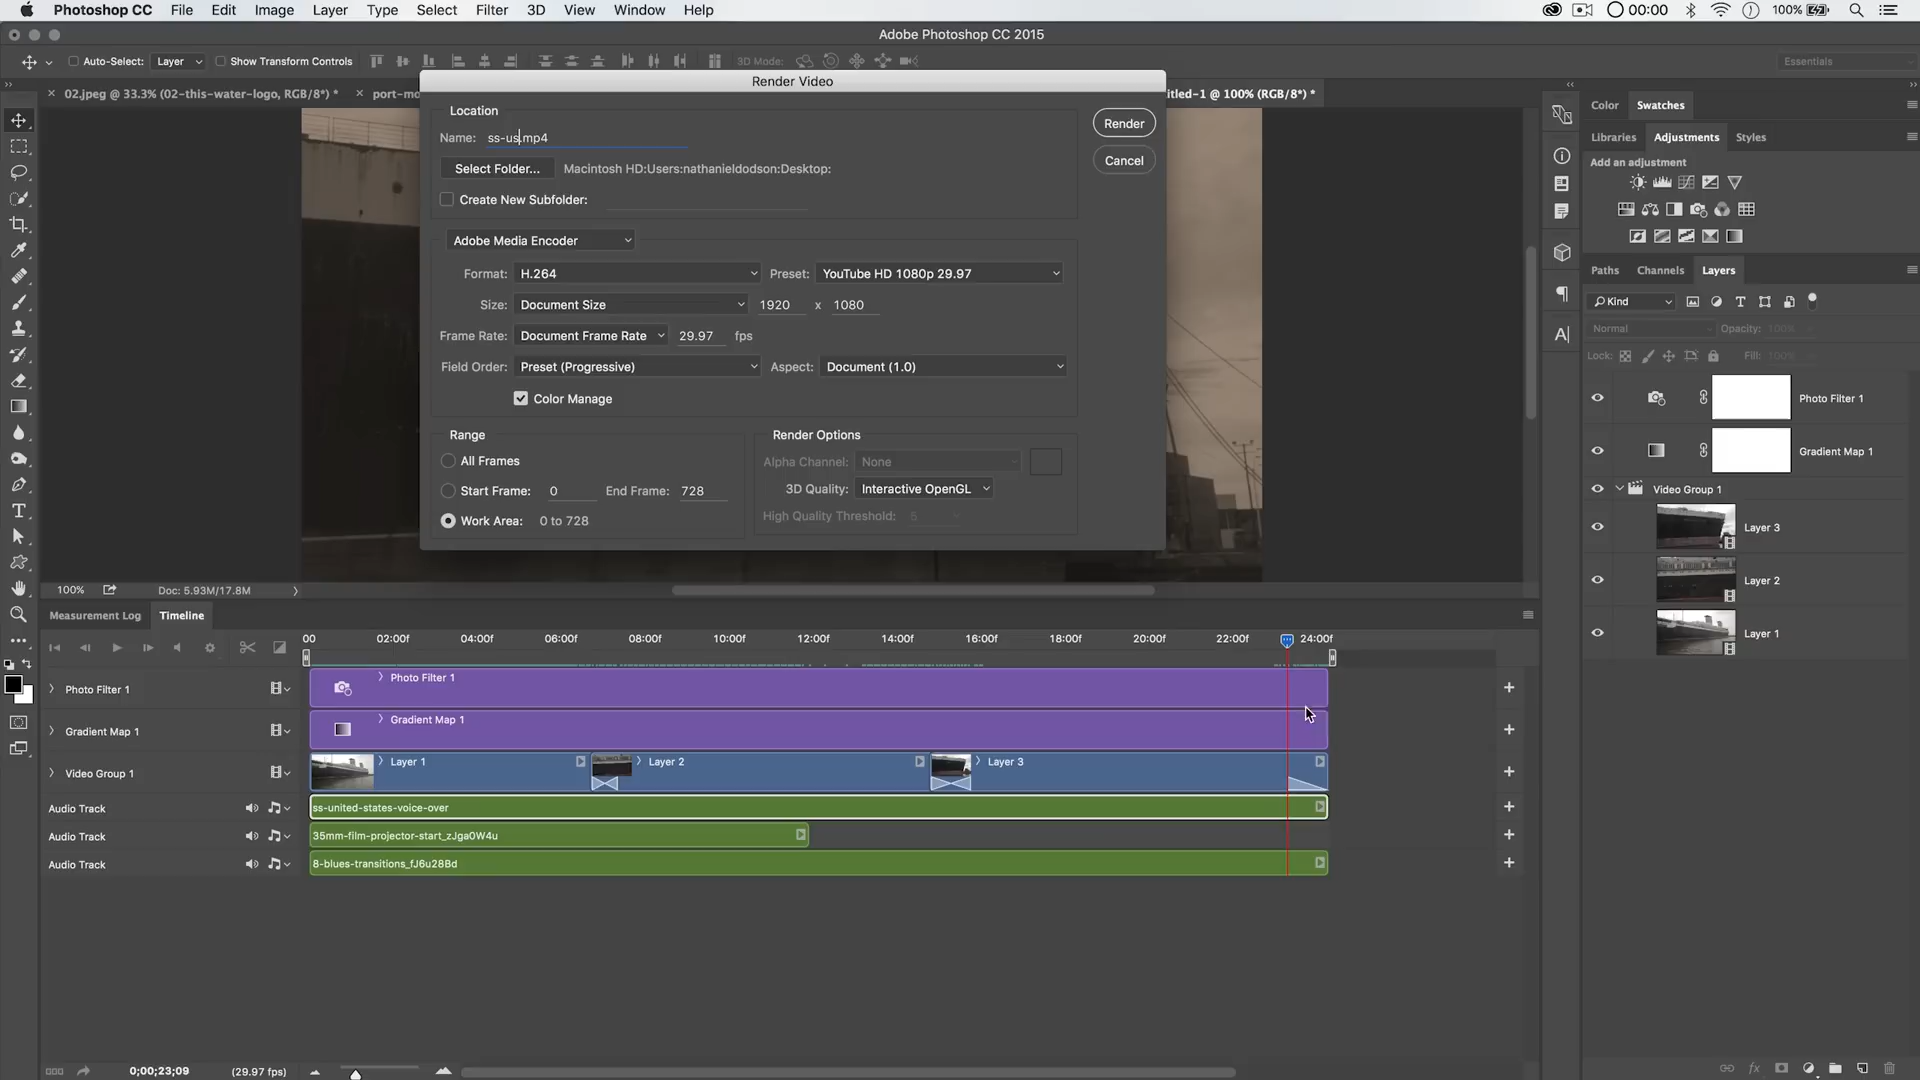 Photoshop CC File Edit Image Layer Type Select Filter 3D View Window Help 00:00 100%
Adobe Photoshop CC 2015
Auto-Select: Layer Show Transform Controls 3D Mode: Essentials
02.jpeg @ 33.3% (02-this-water-logo, RGB/8*) * port-mo itled-1 @ 100% (RGB/8*) *
Render Video
Location
Name: ss-us.mp4
Render
Select Folder... Macintosh HD:Users:nathanieldodson:Desktop:
Cancel
Create New Subfolder:
Adobe Media Encoder
Format: H.264 Preset: YouTube HD 1080p 29.97
Size: Document Size 1920 x 1080
Frame Rate: Document Frame Rate 29.97 fps
Field Order: Preset (Progressive) Aspect: Document (1.0)
Color Manage
Range
All Frames
Start Frame: 0 End Frame: 728
Work Area: 0 to 728
Render Options
Alpha Channel: None
3D Quality: Interactive OpenGL
High Quality Threshold: 5
Color Swatches
Libraries Adjustments Styles
Add an adjustment
Paths Channels Layers
Kind
Normal Opacity: 100%
Lock: Fill: 100%
Photo Filter 1
Gradient Map 1
Video Group 1
Layer 3
Layer 2
Layer 1
100% Doc: 5.93M/17.8M
Measurement Log Timeline
00 02:00f 04:00f 06:00f 08:00f 10:00f 12:00f 14:00f 16:00f 18:00f 20:00f 22:00f 24:00f
Photo Filter 1 Photo Filter 1
Gradient Map 1 Gradient Map 1
Video Group 1 Layer 1 Layer 2 Layer 3
Audio Track ss-united-states-voice-over
Audio Track 35mm-film-projector-start_zJga0W4u
Audio Track 8-blues-transitions_fJ6u28Bd
0;00;23;09 (29.97 fps)